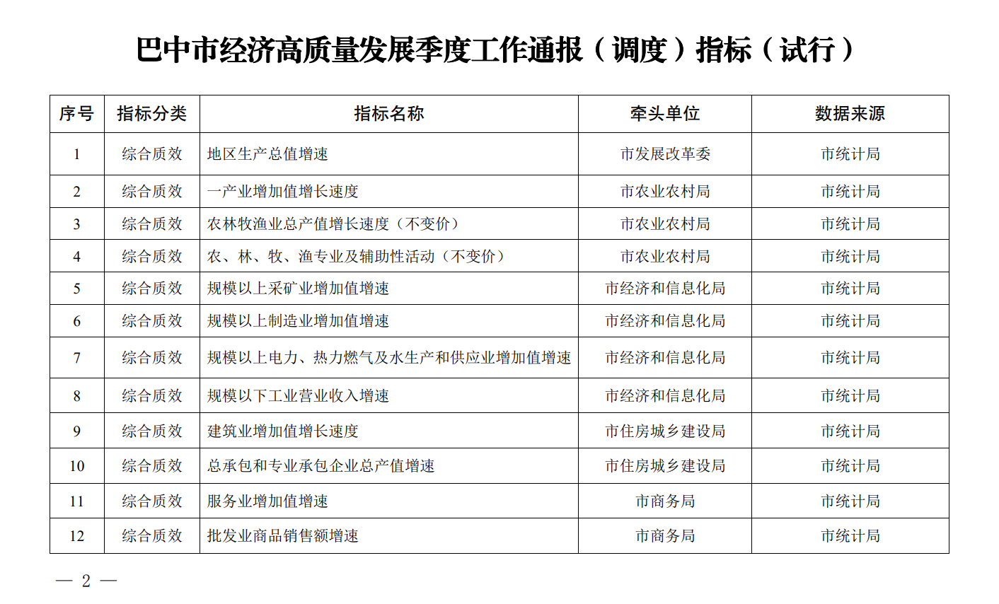 巴中市经济高质量发展季度工作通报（调度）指标（试行）
序号 指标分类 指标名称 牵头单位 数据来源
1 综合质效 地区生产总值增速 市发展改革委 市统计局
2 综合质效 一产业增加值增长速度 市农业农村局 市统计局
3 综合质效 农林牧渔业总产值增长速度（不变价） 市农业农村局 市统计局
4 综合质效 农、林、牧、渔专业及辅助性活动（不变价） 市农业农村局 市统计局
5 综合质效 规模以上采矿业增加值增速 市经济和信息化局 市统计局
6 综合质效 规模以上制造业增加值增速 市经济和信息化局 市统计局
7 综合质效 规模以上电力、热力燃气及水生产和供应业增加值增速 市经济和信息化局 市统计局
8 综合质效 规模以下工业营业收入增速 市经济和信息化局 市统计局
9 综合质效 建筑业增加值增长速度 市住房城乡建设局 市统计局
10 综合质效 总承包和专业承包企业总产值增速 市住房城乡建设局 市统计局
11 综合质效 服务业增加值增速 市商务局 市统计局
12 综合质效 批发业商品销售额增速 市商务局 市统计局
— 2 —